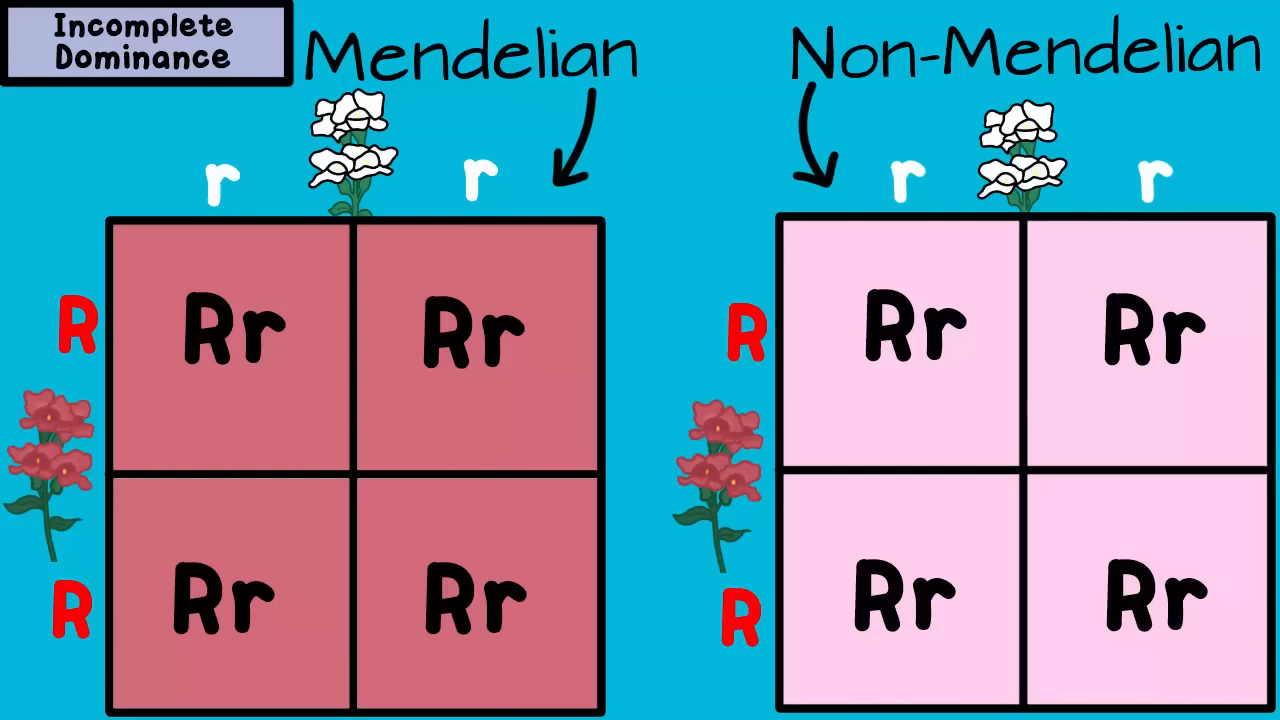 Incomplete
Dominance
Mendelian
Non-Mendelian
r r
R Rr Rr
R Rr Rr
r r
R Rr Rr
R Rr Rr